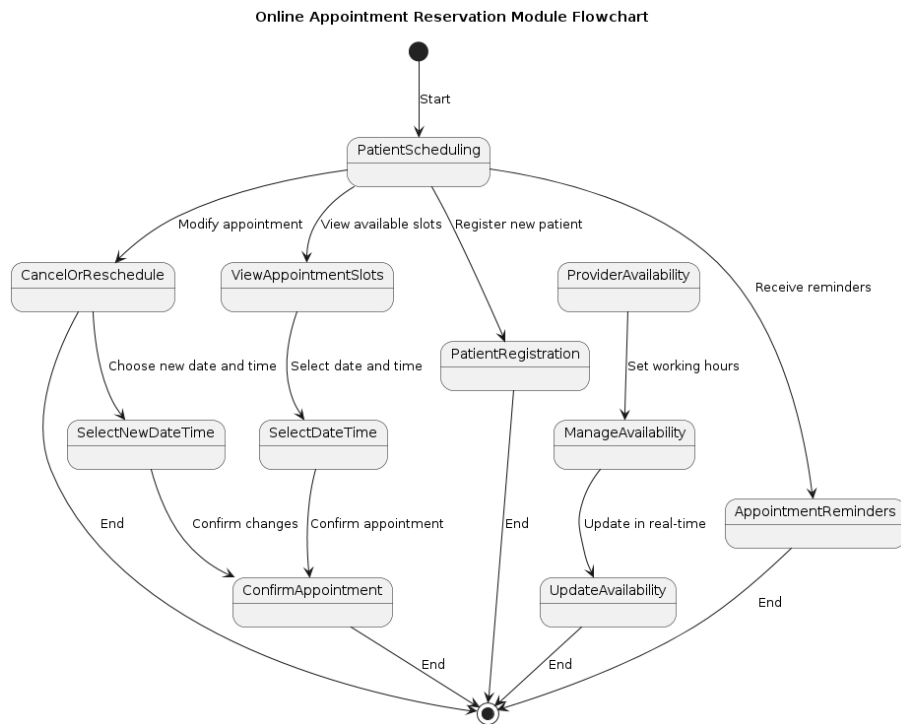 Online Appointment Reservation Module Flowchart
Start
PatientScheduling
Modify appointment
View available slots
Register new patient
CancelOrReschedule
ViewAppointmentSlots
ProviderAvailability
Receive reminders
PatientRegistration
Choose new date and time
Select date and time
Set working hours
SelectNewDateTime
SelectDateTime
ManageAvailability
AppointmentReminders
End
Confirm changes
Confirm appointment
End
Update in real-time
ConfirmAppointment
UpdateAvailability
End
End
End